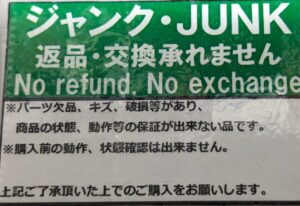 ジャンク・JUNK
返品・交換承れません
No refund. No exchange
※パーツ欠品、キズ、破損等があり、
商品の状態、動作等の保証が出来ない品です。
※購入前の動作、状態確認は出来ません。
上記ご了承頂いた上でのご購入をお願いします。